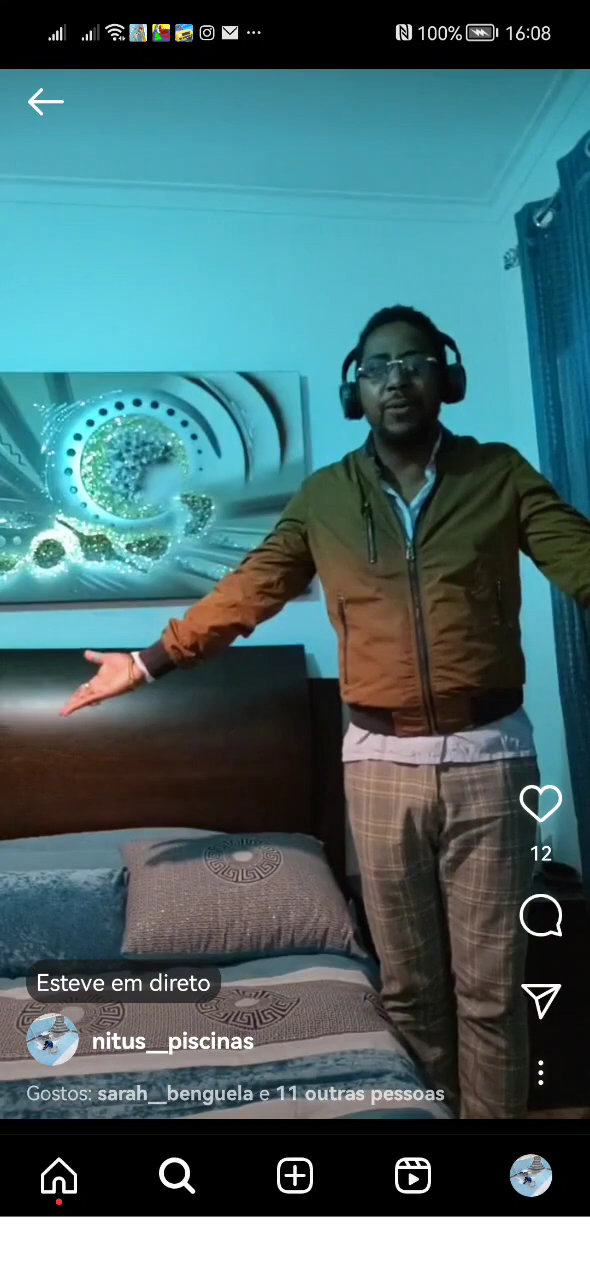 100% 16:08
12
Esteve em direto
nitus__piscinas
Gostos: sarah__benguela e 11 outras pessoas